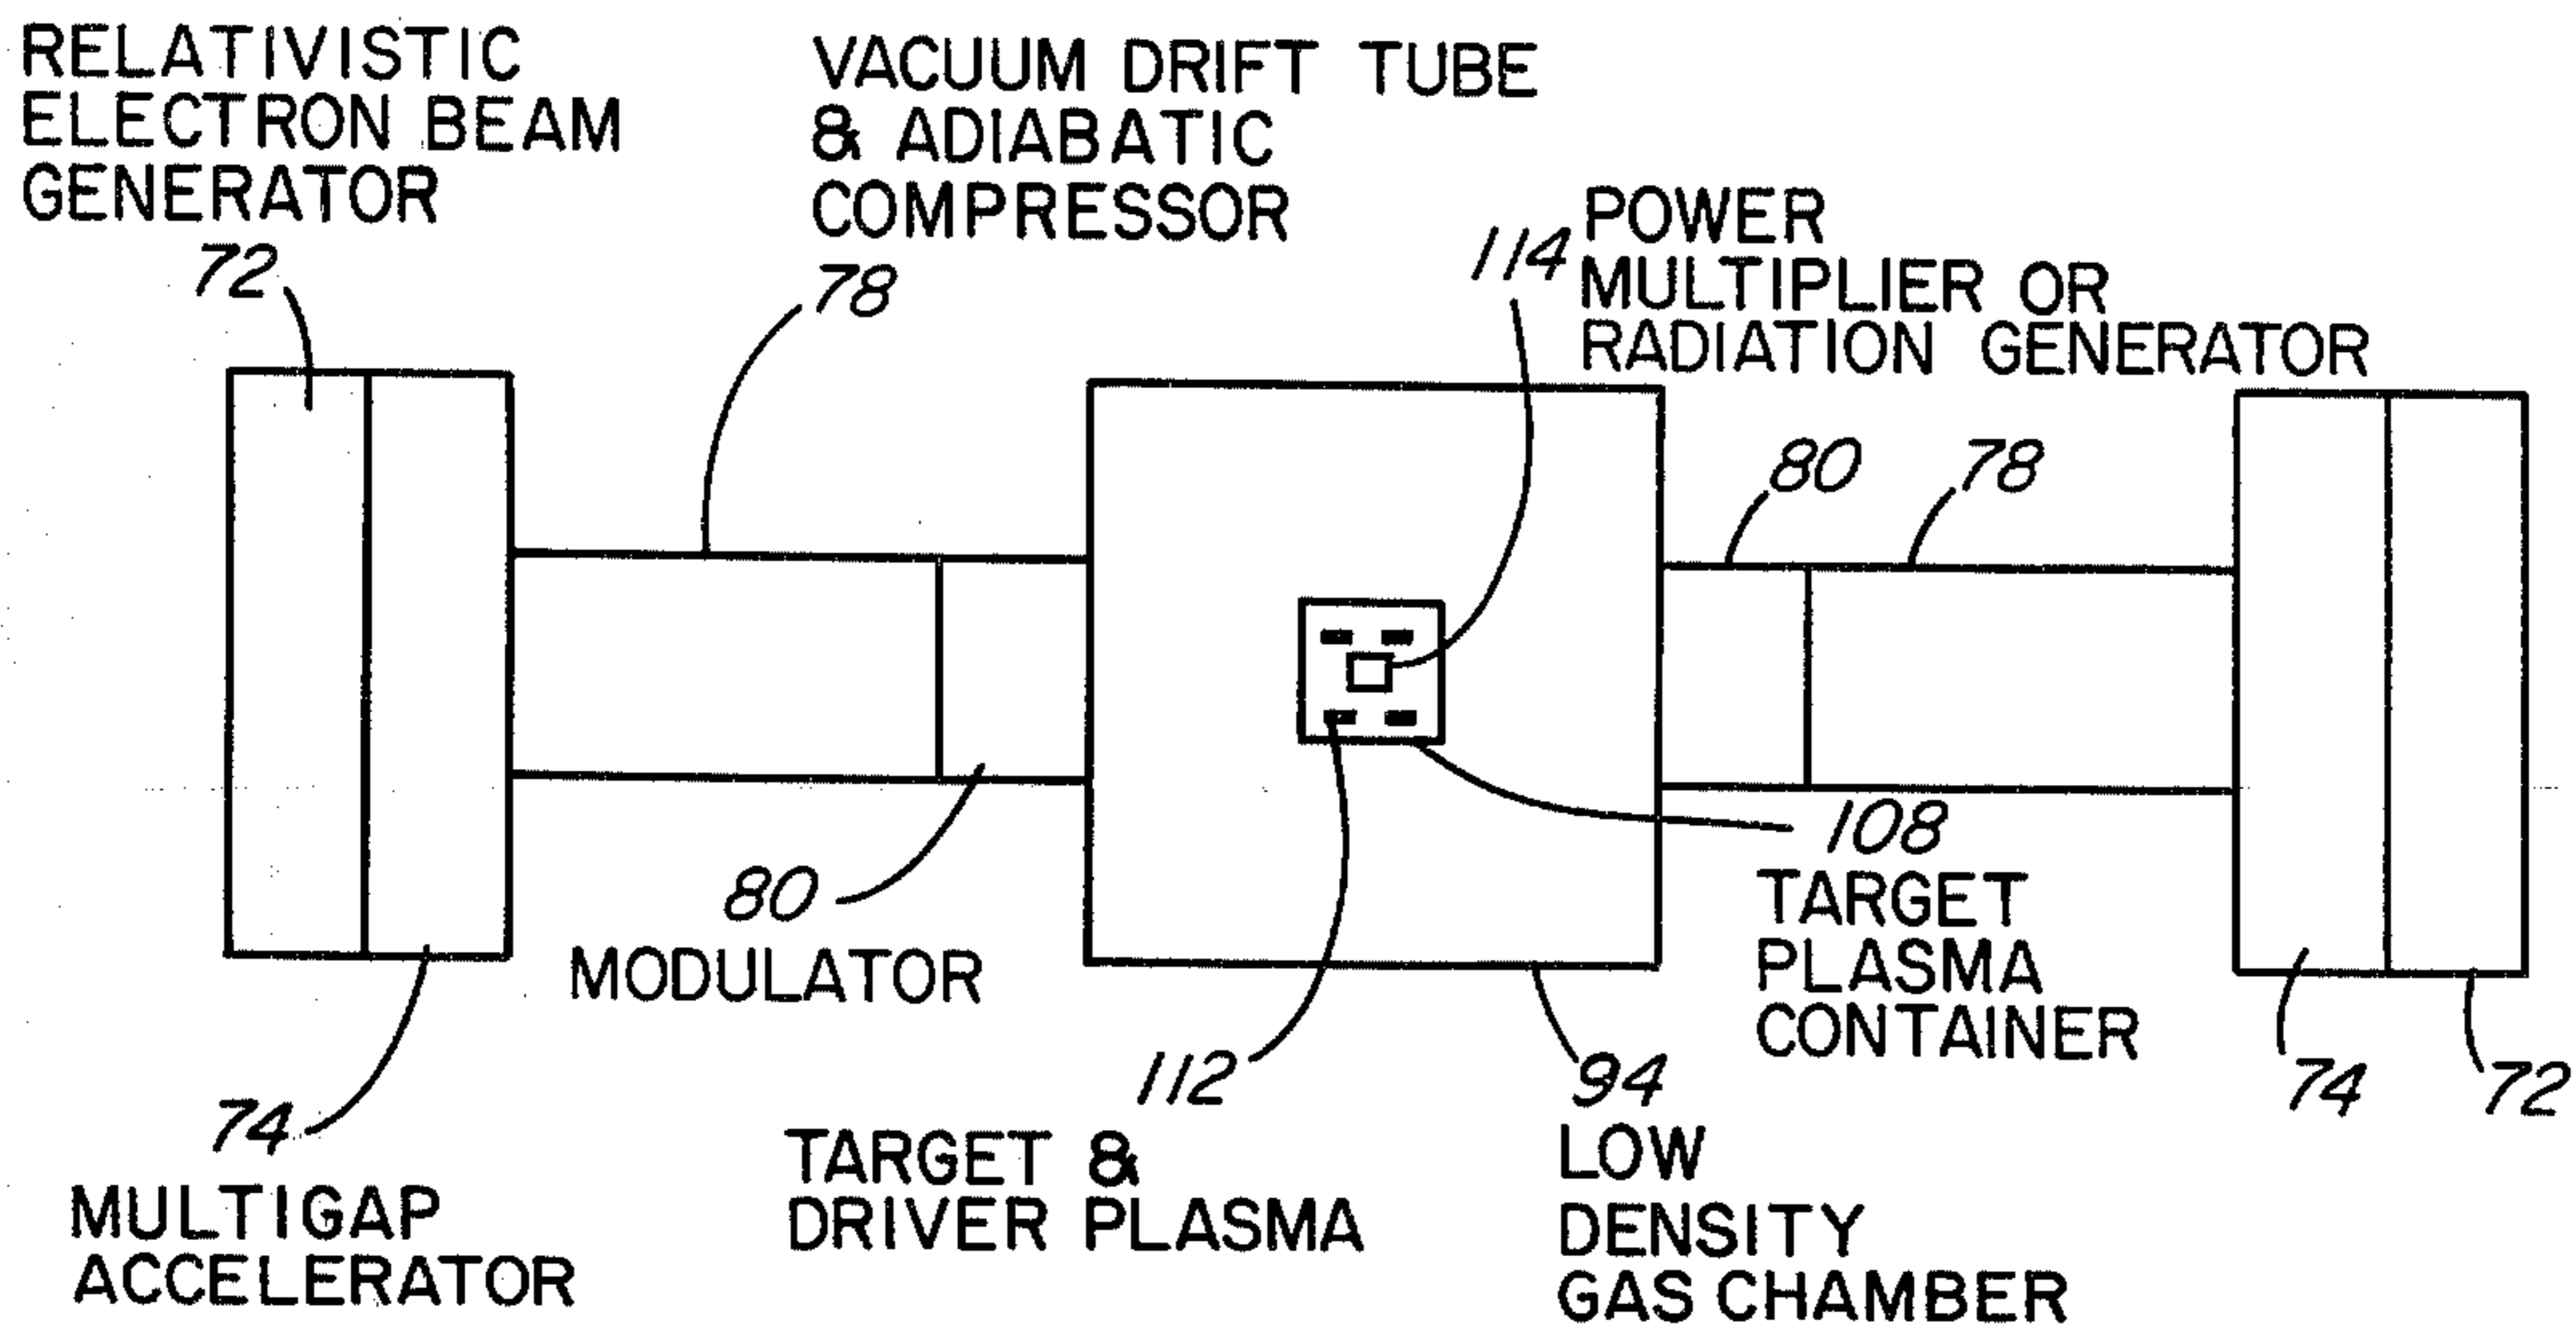 RELATIVISTIC
ELECTRON BEAM
GENERATOR
72
VACUUM DRIFT TUBE
& ADIABATIC
COMPRESSOR
78
114
POWER
MULTIPLIER OR
RADIATION GENERATOR
80
78
80
MODULATOR
74
MULTIGAP
ACCELERATOR
112
TARGET &
DRIVER PLASMA
108
TARGET
PLASMA
CONTAINER
94
LOW
DENSITY
GAS CHAMBER
74
72